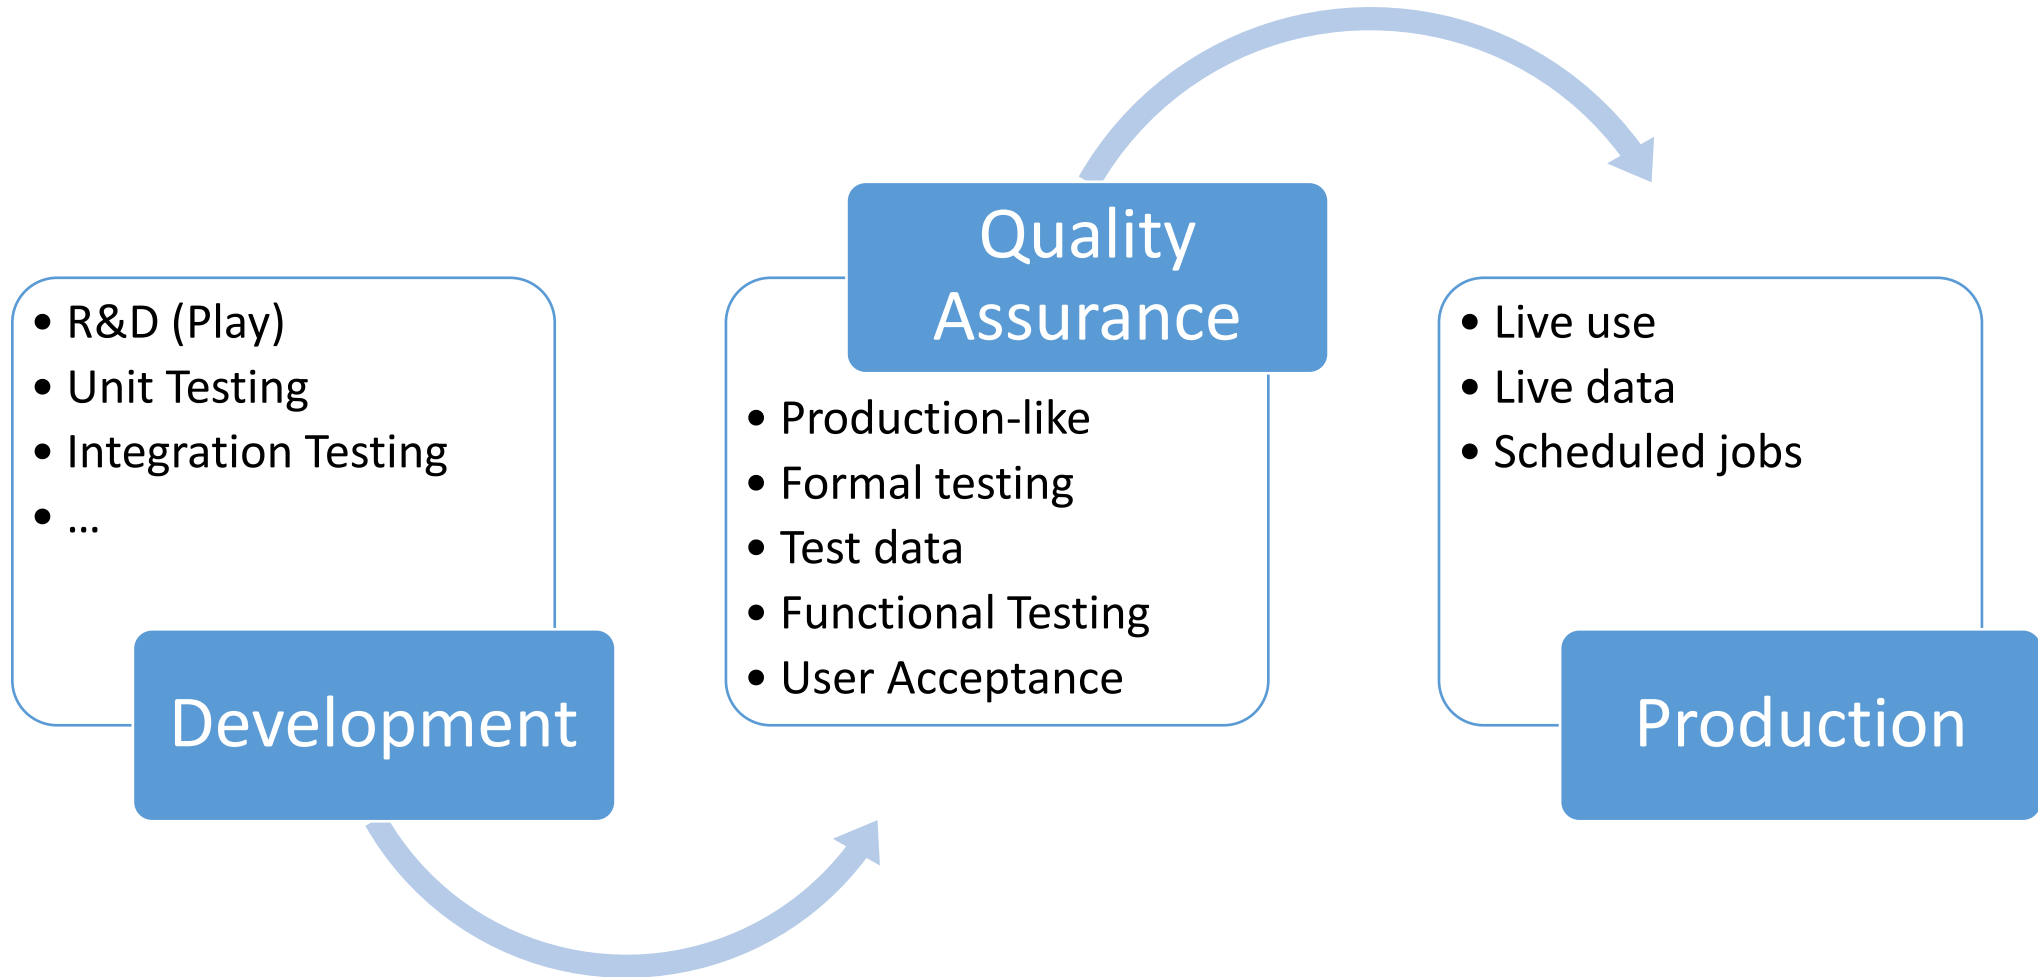 • R&D (Play)
• Unit Testing
• Integration Testing
• ...
Development
Quality
Assurance
• Production-like
• Formal testing
• Test data
• Functional Testing
• User Acceptance
• Live use
• Live data
• Scheduled jobs
Production